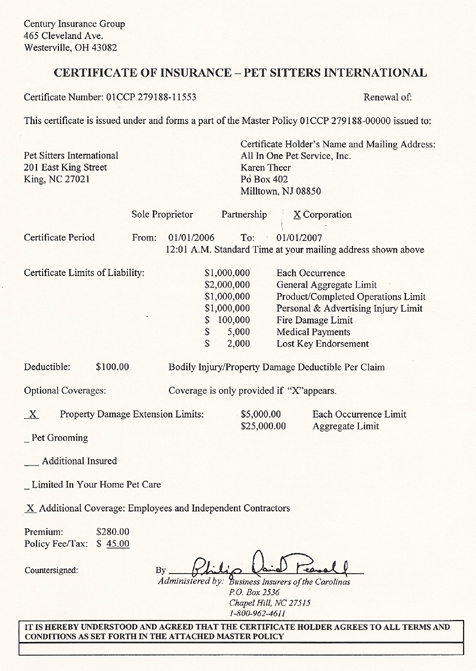 Century Insurance Group
465 Cleveland Ave.
Westerville, OH 43082
CERTIFICATE OF INSURANCE – PET SITTERS INTERNATIONAL
Certificate Number: 01CCP 279188-11553 Renewal of:
This certificate is issued under and forms a part of the Master Policy 01CCP 279188-00000 issued to:
Certificate Holder's Name and Mailing Address:
Pet Sitters International All In One Pet Service, Inc.
201 East King Street Karen Theer
King, NC 27021 Po Box 402
Milltown, NJ 08850
Sole Proprietor Partnership X Corporation
Certificate Period From: 01/01/2006 To: 01/01/2007
12:01 A.M. Standard Time at your mailing address shown above
Certificate Limits of Liability: $1,000,000 Each Occurrence
$2,000,000 General Aggregate Limit
$1,000,000 Product/Completed Operations Limit
$1,000,000 Personal & Advertising Injury Limit
$ 100,000 Fire Damage Limit
$ 5,000 Medical Payments
$ 2,000 Lost Key Endorsement
Deductible: $100.00 Bodily Injury/Property Damage Deductible Per Claim
Optional Coverages: Coverage is only provided if "X"appears.
X Property Damage Extension Limits: $5,000.00 Each Occurrence Limit
$25,000.00 Aggregate Limit
_ Pet Grooming
___ Additional Insured
_ Limited In Your Home Pet Care
X Additional Coverage: Employees and Independent Contractors
Premium: $280.00
Policy Fee/Tax: $ 45.00
Countersigned: By Philip David
Administered by: Business Insurers of the Carolinas
P.O. Box 2536
Chapel Hill, NC 27515
1-800-962-4611
IT IS HEREBY UNDERSTOOD AND AGREED THAT THE CERTIFICATE HOLDER AGREES TO ALL TERMS AND
CONDITIONS AS SET FORTH IN THE ATTACHED MASTER POLICY